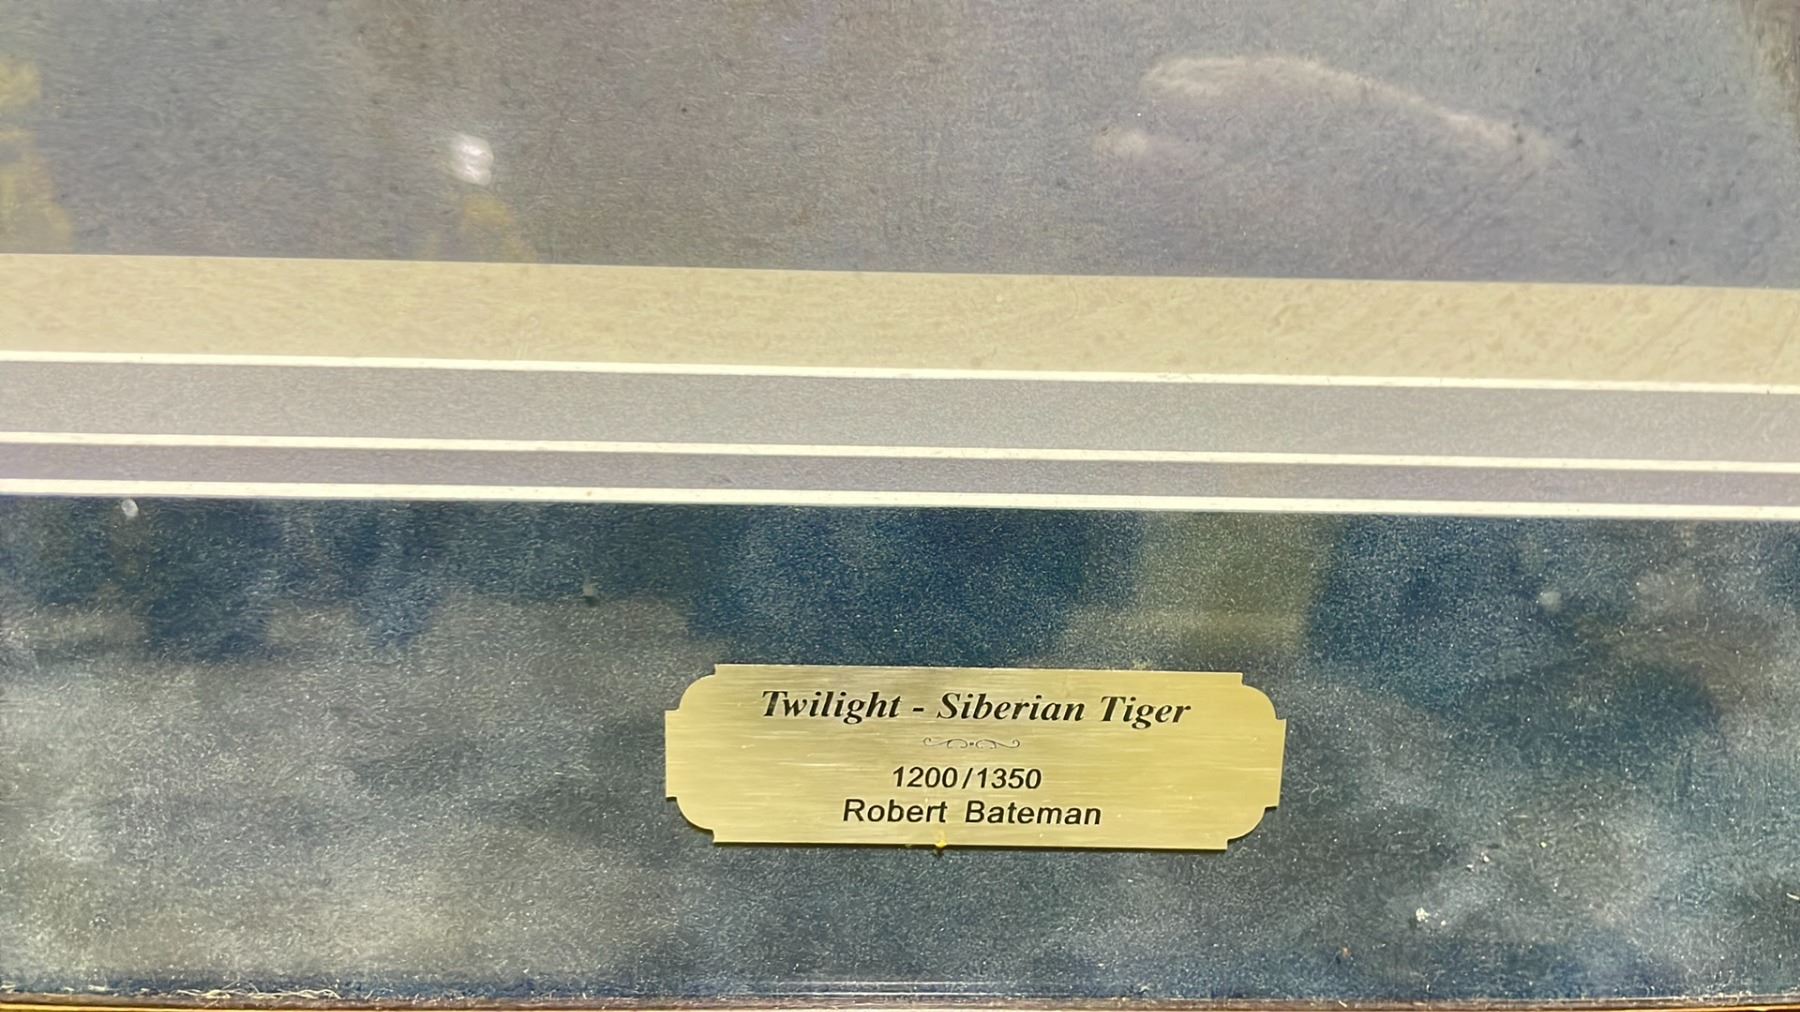 Twilight - Siberian Tiger
1200/1350
Robert Bateman